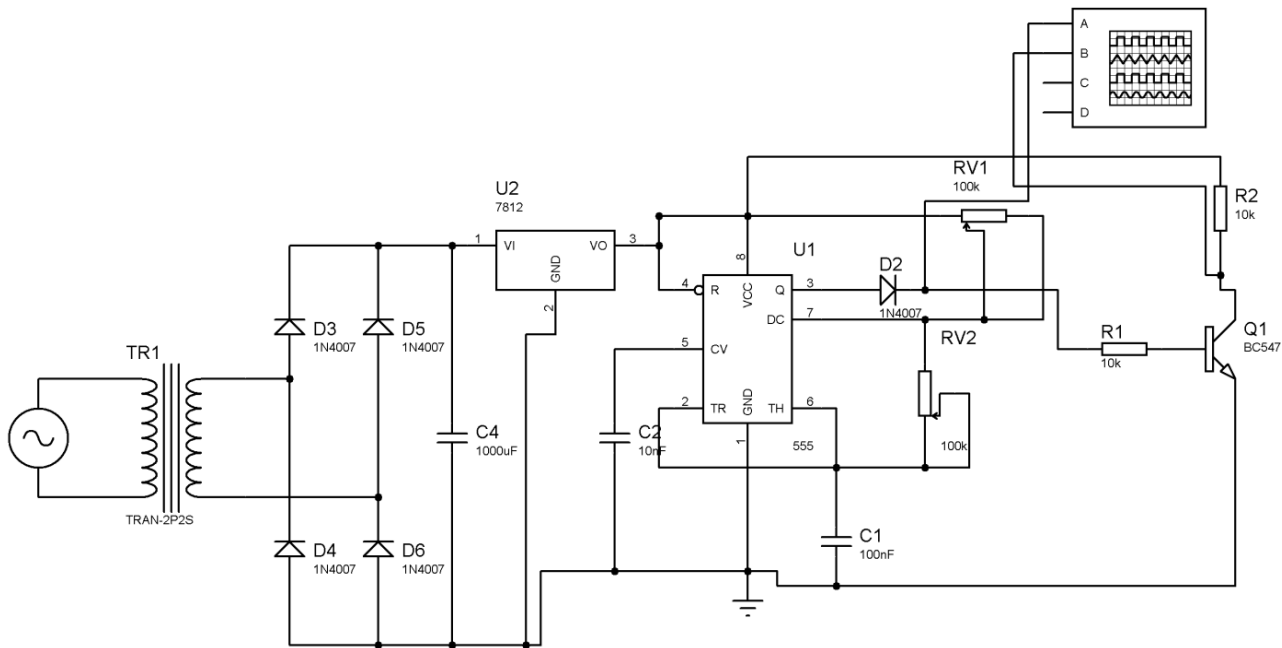 A
B
C
D
RV1
100k
U2
7812
R2
10k
1
VI
VO
3
GND
2
U1
8
4
R
VCC
Q
3
D2
1N4007
DC
7
5
CV
RV2
R1
10k
Q1
BC547
D3
1N4007
D5
1N4007
TR1
2
TR
GND
TH
6
1
C4
1000uF
C2
10nF
555
100k
TRAN-2P2S
D4
1N4007
D6
1N4007
C1
100nF